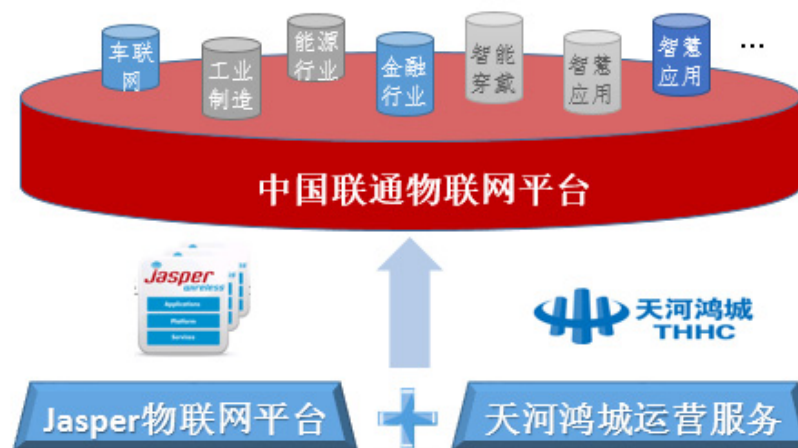 车联
网
工业
制造
能源
行业
金融
行业
智能
穿戴
智慧
应用
智慧
应用
...
中国联通物联网平台
Jasper
wireless
Applications
Platform
Services
天河鸿城
THHC
Jasper物联网平台
天河鸿城运营服务